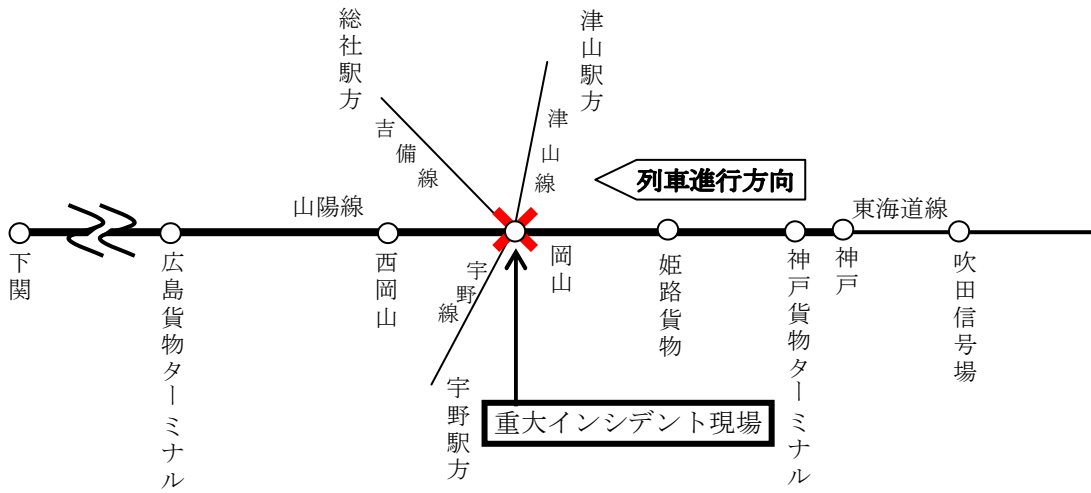 総社駅方
津山駅方
吉備線
津山線
列車進行方向
山陽線
東海道線
下関
広島貨物ターミナル
西岡山
宇野線
岡山
姫路貨物
神戸貨物ターミナル
神戸
吹田信号場
宇野駅方
重大インシデント現場